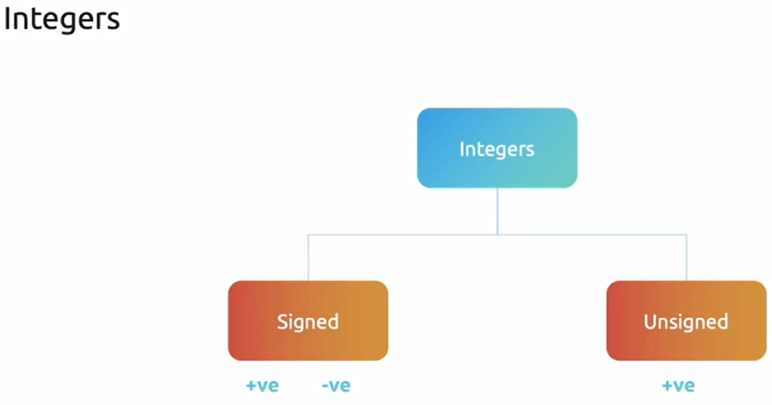 Integers
Integers
Signed
Unsigned
+ve -ve
+ve